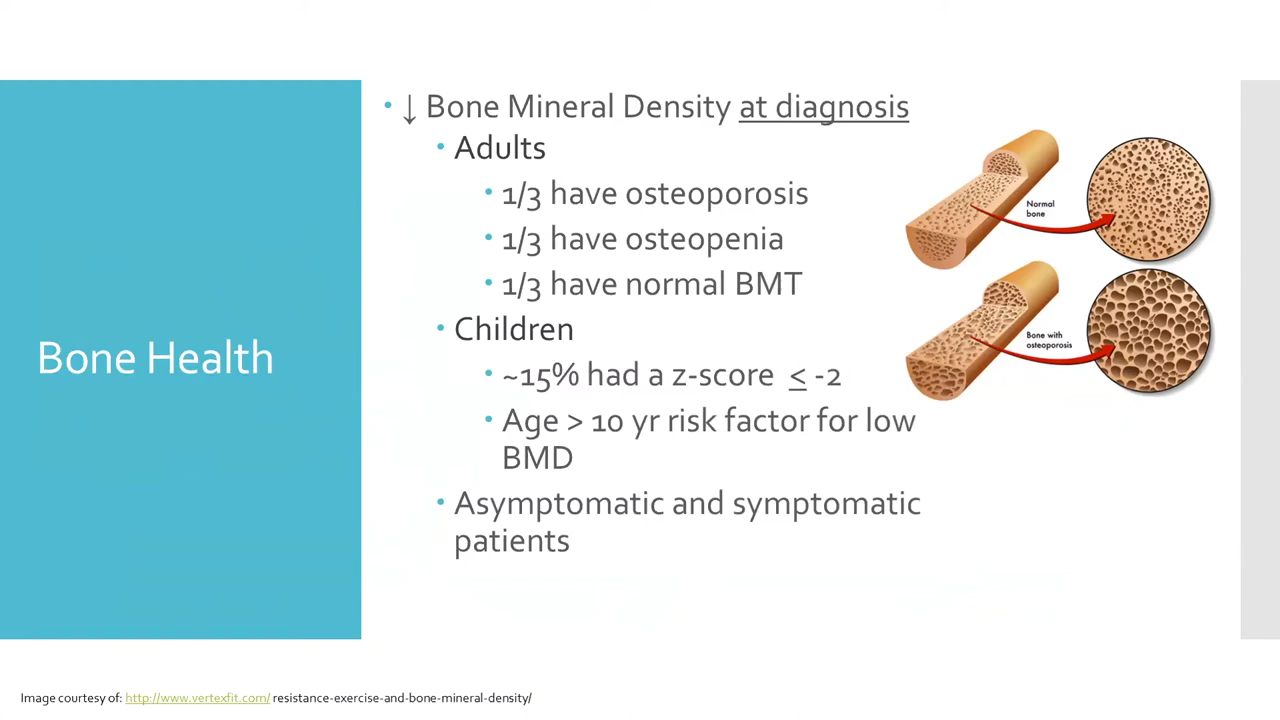 Bone Health
• ↓ Bone Mineral Density at diagnosis
• Adults
• 1/3 have osteoporosis
• 1/3 have osteopenia
• 1/3 have normal BMT
• Children
• ~15% had a z-score ≤ -2
• Age > 10 yr risk factor for low
BMD
• Asymptomatic and symptomatic
patients
Normal
bone
Bone with
osteoporosis
Image courtesy of: http://www.vertexfit.com/ resistance-exercise-and-bone-mineral-density/